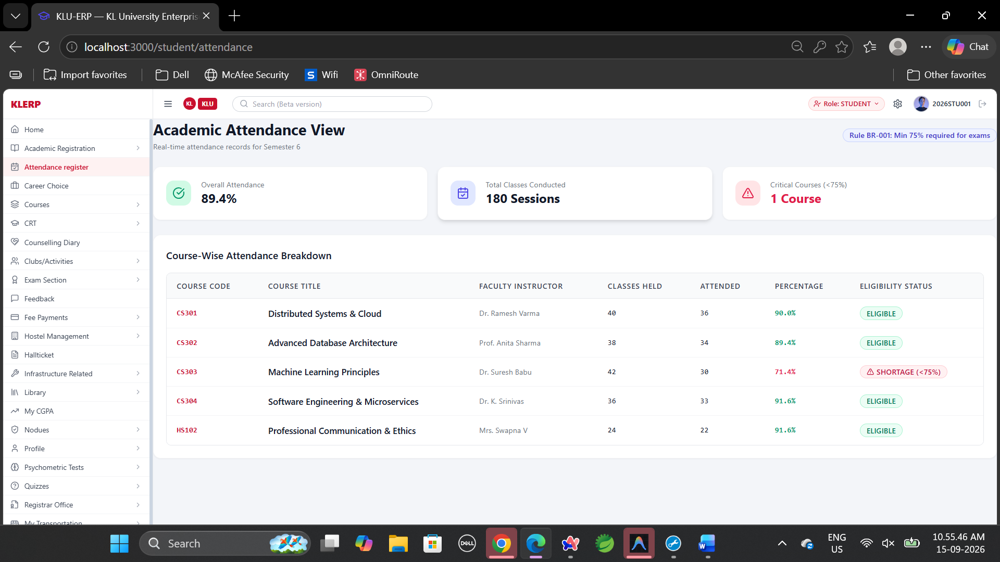 KLU-ERP — KL University Enterpris
localhost:3000/student/attendance
Chat
Import favorites
Dell
McAfee Security
S
Wifi
OmniRoute
Other favorites
KLERP
KL
KLU
Search (Beta version)
Role: STUDENT
2026STU001
Home
Academic Registration
Attendance register
Career Choice
Courses
CRT
Counselling Diary
Clubs/Activities
Exam Section
Feedback
Fee Payments
Hostel Management
Hallticket
Infrastructure Related
Library
My CGPA
Nodues
Profile
Psychometric Tests
Quizzes
Registrar Office
My Transportation
Academic Attendance View
Real-time attendance records for Semester 6
Rule BR-001: Min 75% required for exams
Overall Attendance
89.4%
Total Classes Conducted
180 Sessions
Critical Courses (<75%)
1 Course
Course-Wise Attendance Breakdown
COURSE CODE COURSE TITLE FACULTY INSTRUCTOR CLASSES HELD ATTENDED PERCENTAGE ELIGIBILITY STATUS
CS301 Distributed Systems & Cloud Dr. Ramesh Varma 40 36 90.0% ELIGIBLE
CS302 Advanced Database Architecture Prof. Anita Sharma 38 34 89.4% ELIGIBLE
CS303 Machine Learning Principles Dr. Suresh Babu 42 30 71.4% SHORTAGE (<75%)
CS304 Software Engineering & Microservices Dr. K. Srinivas 36 33 91.6% ELIGIBLE
HS102 Professional Communication & Ethics Mrs. Swapna V 24 22 91.6% ELIGIBLE
Search
DELL
W
ENG
US
10.55.46 AM
15-09-2026